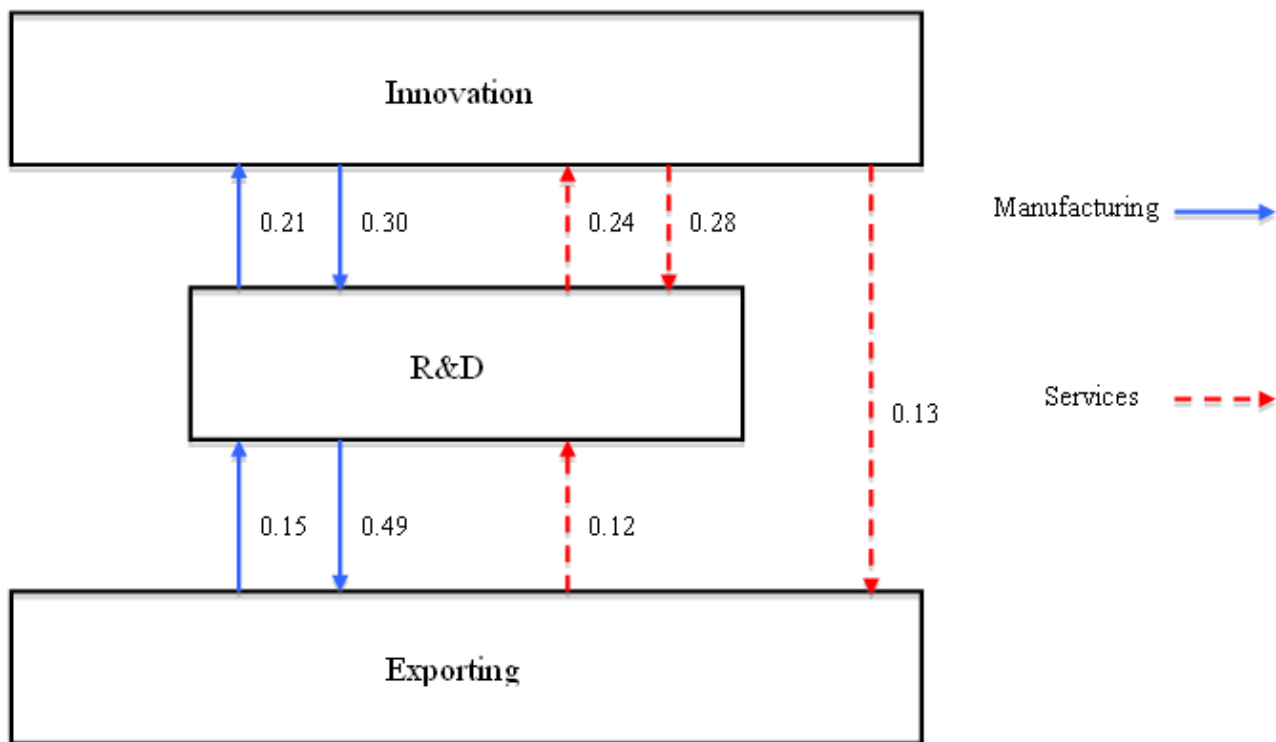 Innovation
Manufacturing
0.21
0.30
0.24
0.28
R&D
Services
0.13
0.15
0.49
0.12
Exporting